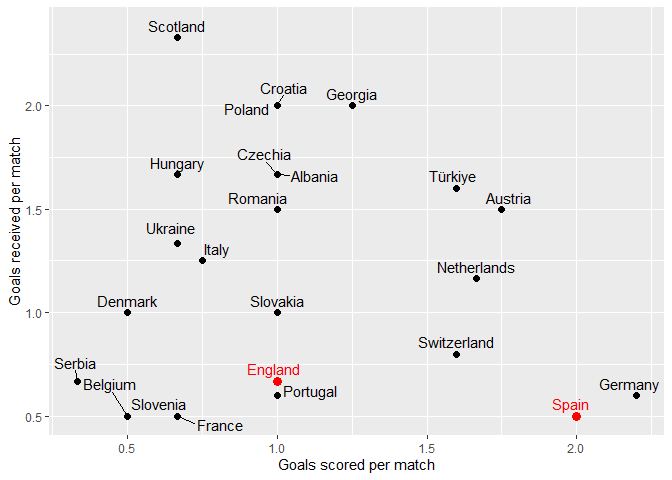 Scotland
Croatia
Georgia
Poland
2.0
Czechia
Hungary
Albania
Türkiye
Romania
Austria
1.5
Ukraine
Italy
Netherlands
Denmark
Slovakia
1.0
Switzerland
Serbia
England
Belgium
Portugal
Germany
Slovenia
Spain
0.5
France
Goals received per match
0.5
1.0
1.5
2.0
Goals scored per match